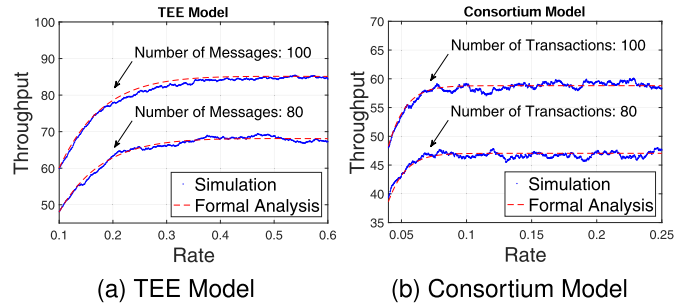 TEE Model
Throughput
100
90
80
70
60
50
Number of Messages: 100
Number of Messages: 80
Simulation
Formal Analysis
0.1
0.2
0.3
0.4
0.5
0.6
Rate
(a) TEE Model
Consortium Model
Throughput
70
65
60
55
50
45
40
35
Number of Transactions: 100
Number of Transactions: 80
Simulation
Formal Analysis
0.05
0.1
0.15
0.2
0.25
Rate
(b) Consortium Model